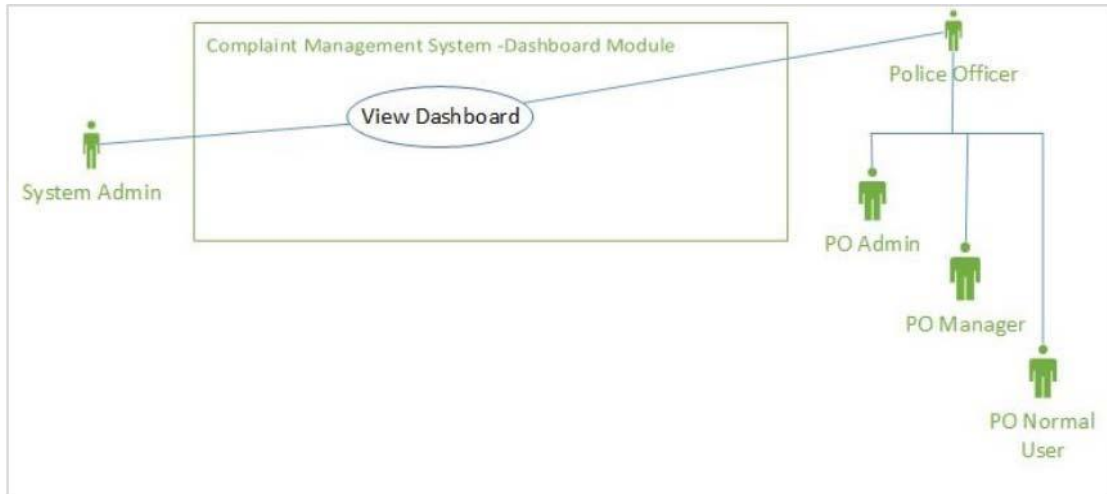 Complaint Management System -Dashboard Module
Police Officer
View Dashboard
System Admin
PO Admin
PO Manager
PO Normal
User